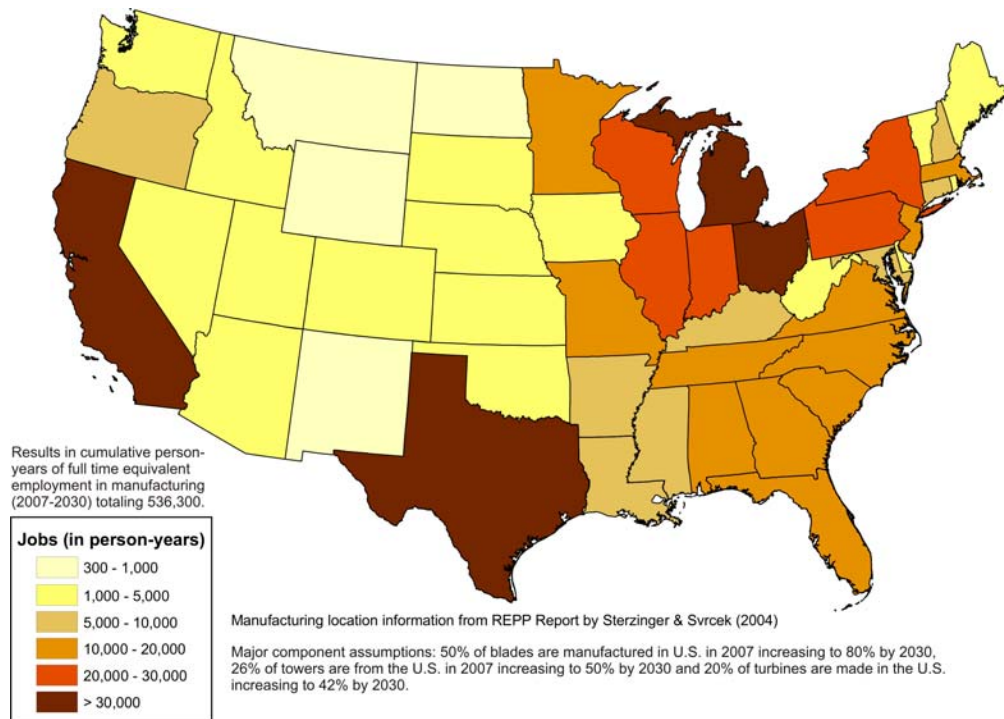 Results in cumulative person-
years of full time equivalent
employment in manufacturing
(2007-2030) totaling 536,300.
Jobs (in person-years)
300 - 1,000
1,000 - 5,000
5,000 - 10,000
10,000 - 20,000
20,000 - 30,000
> 30,000
Manufacturing location information from REPP Report by Sterzinger & Svrcek (2004)
Major component assumptions: 50% of blades are manufactured in U.S. in 2007 increasing to 80% by 2030,
26% of towers are from the U.S. in 2007 increasing to 50% by 2030 and 20% of turbines are made in the U.S.
increasing to 42% by 2030.